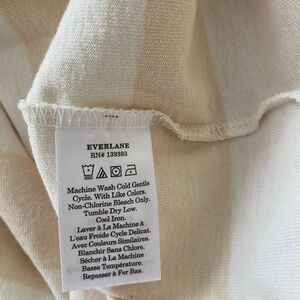 EVERLANE
RN# 139393
Machine Wash Cold Gentle
Cycle. With Like Colors.
Non-Chlorine Bleach Only.
Tumble Dry Low.
Cool Iron.
Laver à La Machine à
L'eau Froide Cycle Delicat.
Avec Couleurs Similaires.
Blanchir Sans Chlore.
Sécher à La Machine
Basse Température.
Repasser à Fer Bas.